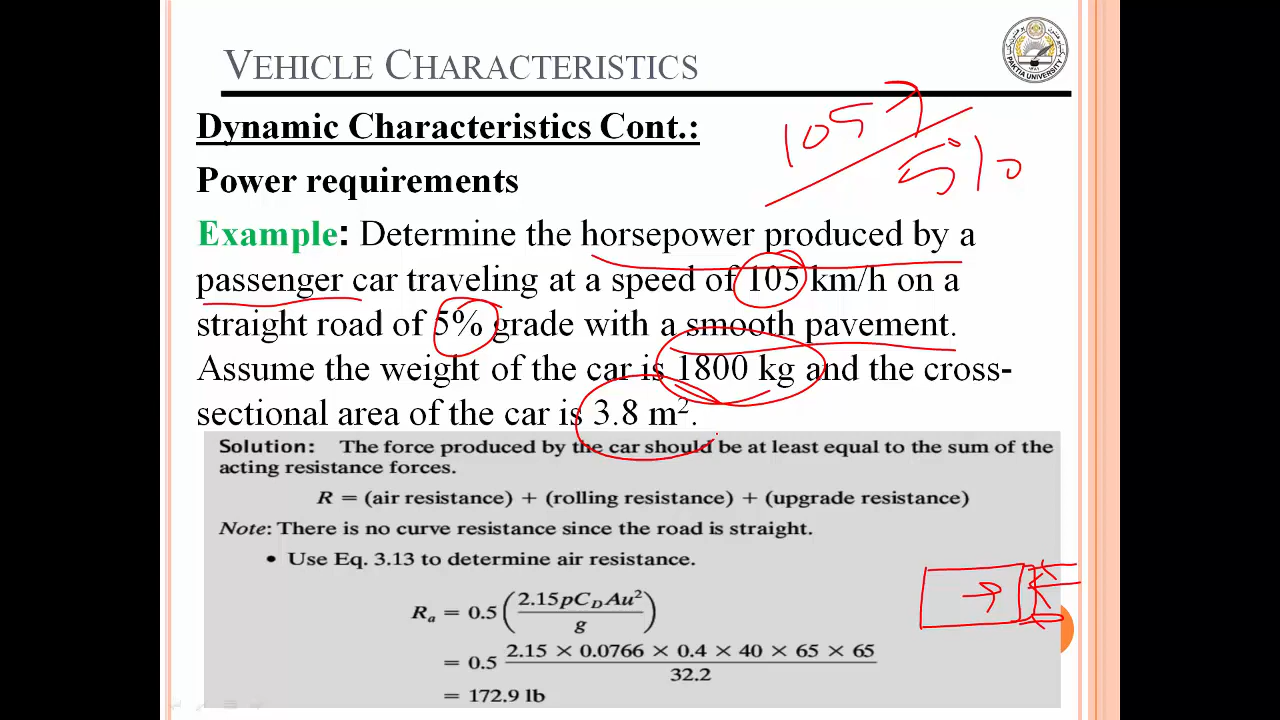 VEHICLE CHARACTERISTICS
PAKTIA UNIVERSITY
Dynamic Characteristics Cont.:
105
5%
Power requirements
Example: Determine the horsepower produced by a
passenger car traveling at a speed of 105 km/h on a
straight road of 5% grade with a smooth pavement.
Assume the weight of the car is 1800 kg and the cross-
sectional area of the car is 3.8 m².
Solution: The force produced by the car should be at least equal to the sum of the
acting resistance forces.
R = (air resistance) + (rolling resistance) + (upgrade resistance)
Note: There is no curve resistance since the road is straight.
• Use Eq. 3.13 to determine air resistance.
Rₐ = 0.5 (2.15pC_DAu² / g)
= 0.5 2.15 × 0.0766 × 0.4 × 40 × 65 × 65 / 32.2
= 172.9 lb